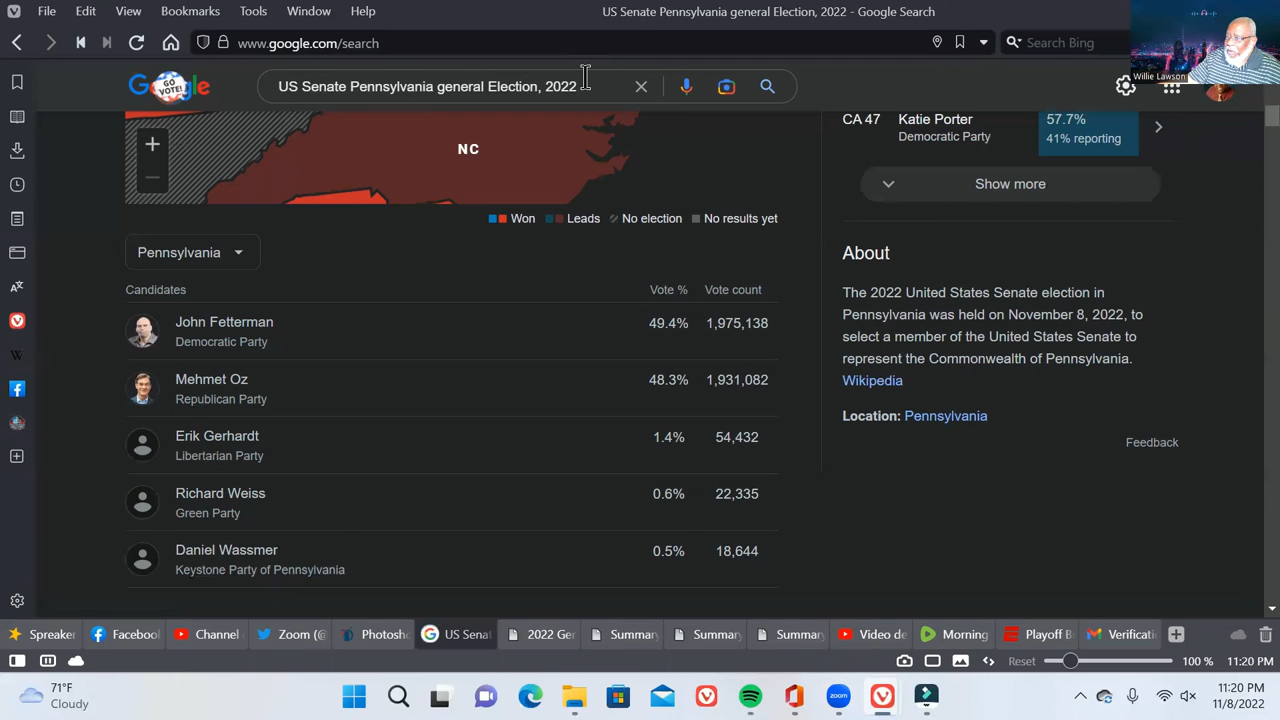 File Edit View Bookmarks Tools Window Help
US Senate Pennsylvania general Election, 2022 - Google Search
www.google.com/search
Search Bing
Willie Lawson
GO VOTE!
US Senate Pennsylvania general Election, 2022
NC
Won Leads No election No results yet
Pennsylvania
Candidates Vote % Vote count
John Fetterman 49.4% 1,975,138
Democratic Party
Mehmet Oz 48.3% 1,931,082
Republican Party
Erik Gerhardt 1.4% 54,432
Libertarian Party
Richard Weiss 0.6% 22,335
Green Party
Daniel Wassmer 0.5% 18,644
Keystone Party of Pennsylvania
CA 47 Katie Porter 57.7%
Democratic Party 41% reporting
Show more
About
The 2022 United States Senate election in
Pennsylvania was held on November 8, 2022, to
select a member of the United States Senate to
represent the Commonwealth of Pennsylvania.
Wikipedia
Location: Pennsylvania
Feedback
Spreaker Facebook Channel Zoom (@ Photosh US Senat 2022 Ge Summary Summary Summary Video de Morning Playoff B Verificati
Reset 100 % 11:20 PM
71°F
Cloudy
11:20 PM
11/8/2022